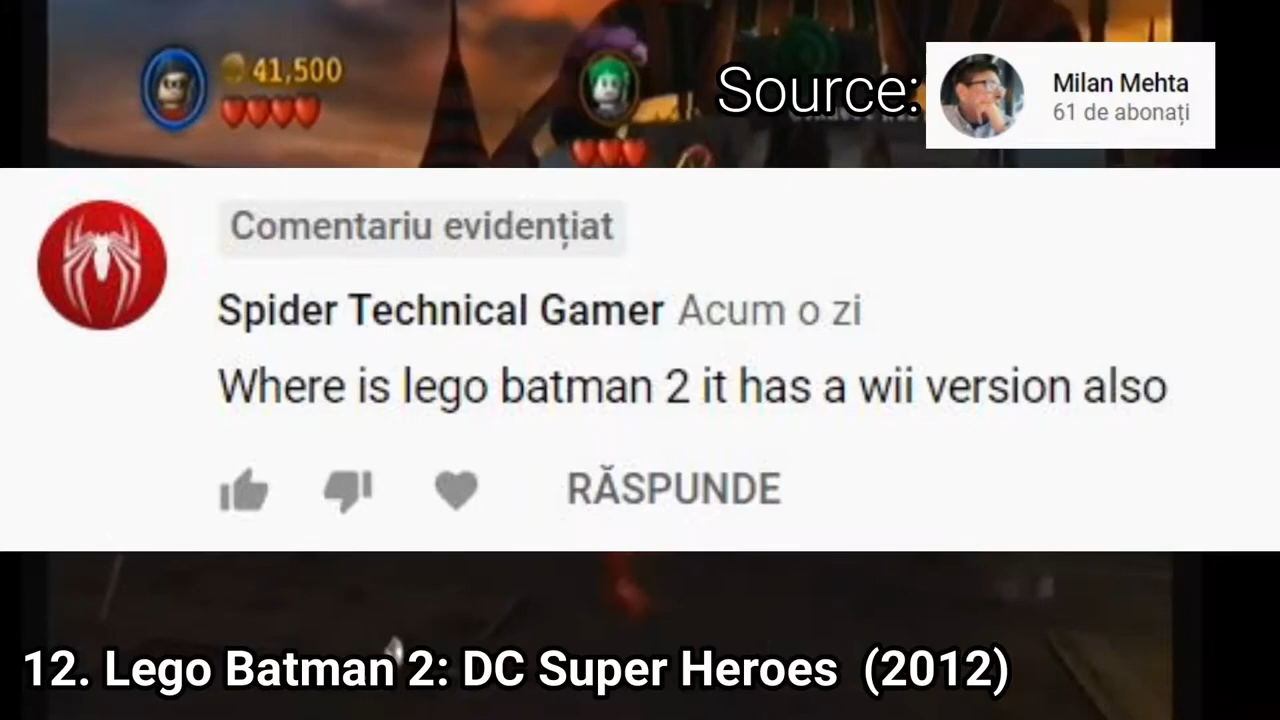 41,500
Source:
Milan Mehta
61 de abonați
Comentariu evidențiat
Spider Technical Gamer Acum o zi
Where is lego batman 2 it has a wii version also
RĂSPUNDE
12. Lego Batman 2: DC Super Heroes (2012)